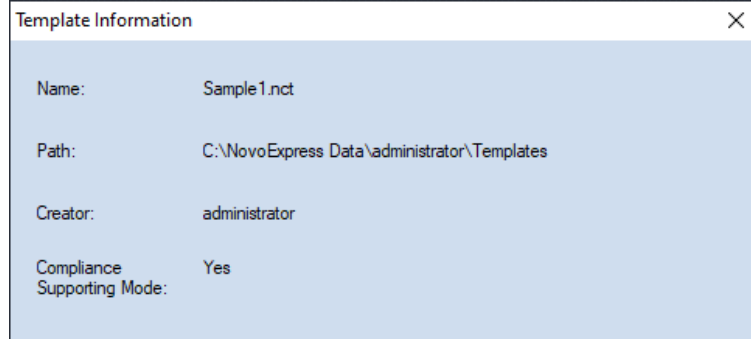 Template Information
Name: Sample1.nct
Path: C:\NovoExpress Data\administrator\Templates
Creator: administrator
Compliance Yes
Supporting Mode: